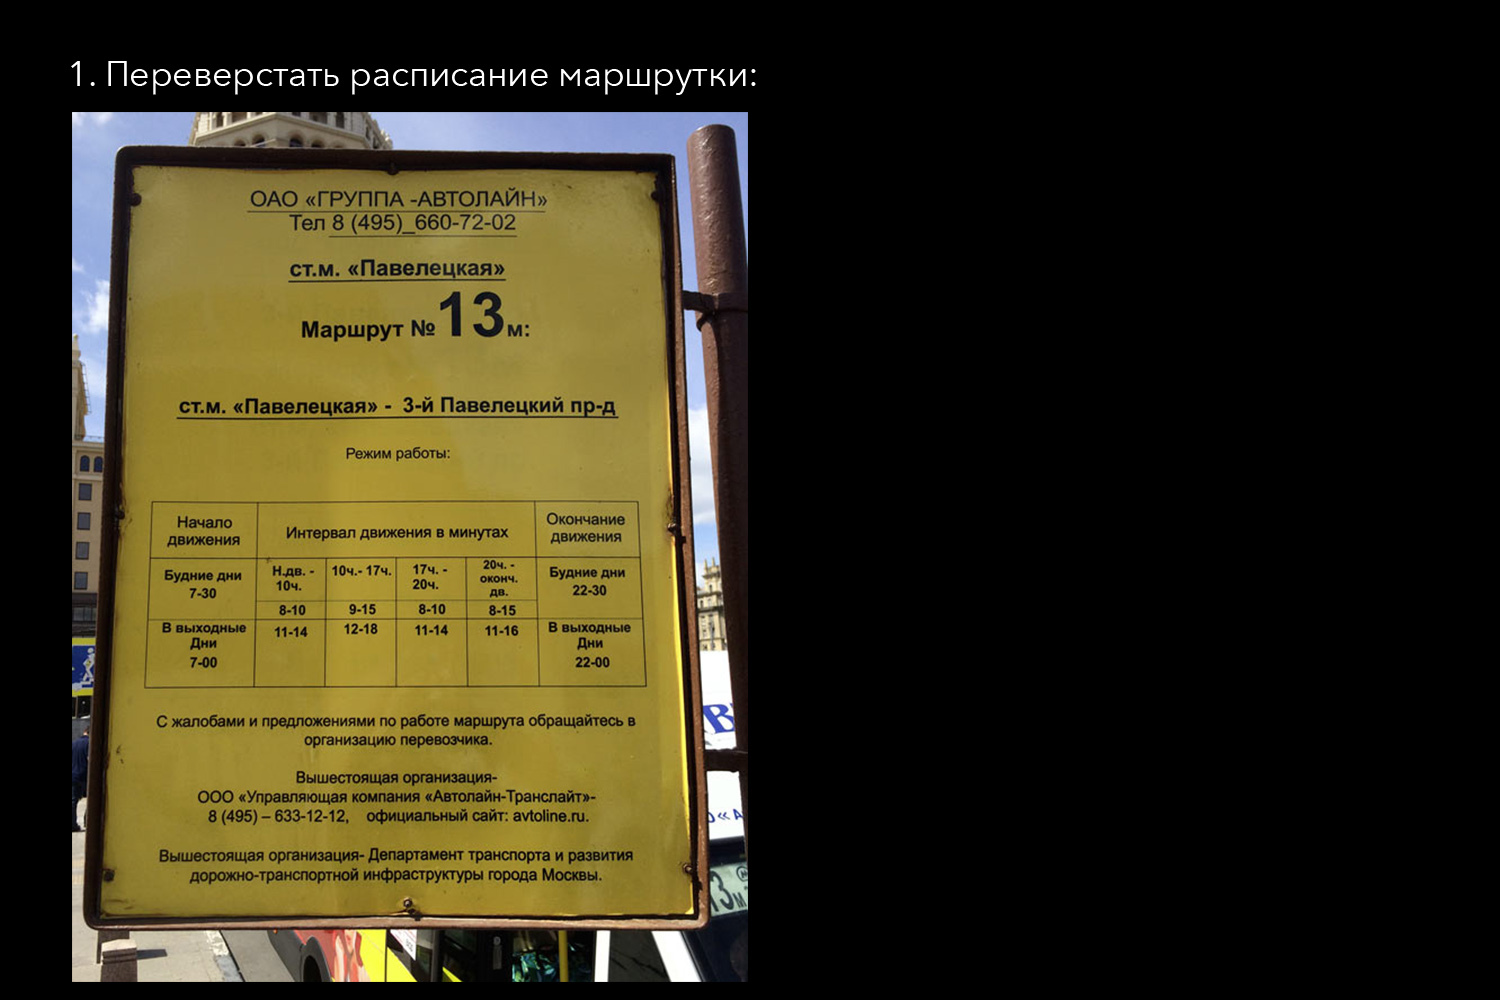 1. Переверстать расписание маршрутки:
ОАО «ГРУППА -АВТОЛАЙН»
Тел 8 (495)_660-72-02
ст.м. «Павелецкая»
Маршрут № 13м:
ст.м. «Павелецкая» - 3-й Павелецкий пр-д
Режим работы:
Начало
движения
Интервал движения в минутах
Окончание
движения
Будние дни
7-30
Н.дв. -
10ч.
10ч.- 17ч.
17ч. -
20ч.
20ч. -
оконч.
дв.
Будние дни
22-30
8-10
9-15
8-10
8-15
В выходные
Дни
7-00
11-14
12-18
11-14
11-16
В выходные
Дни
22-00
С жалобами и предложениями по работе маршрута обращайтесь в
организацию перевозчика.
Вышестоящая организация-
ООО «Управляющая компания «Автолайн-Транслайт»-
8 (495) – 633-12-12, официальный сайт: avtoline.ru.
Вышестоящая организация- Департамент транспорта и развития
дорожно-транспортной инфраструктуры города Москвы.
13м